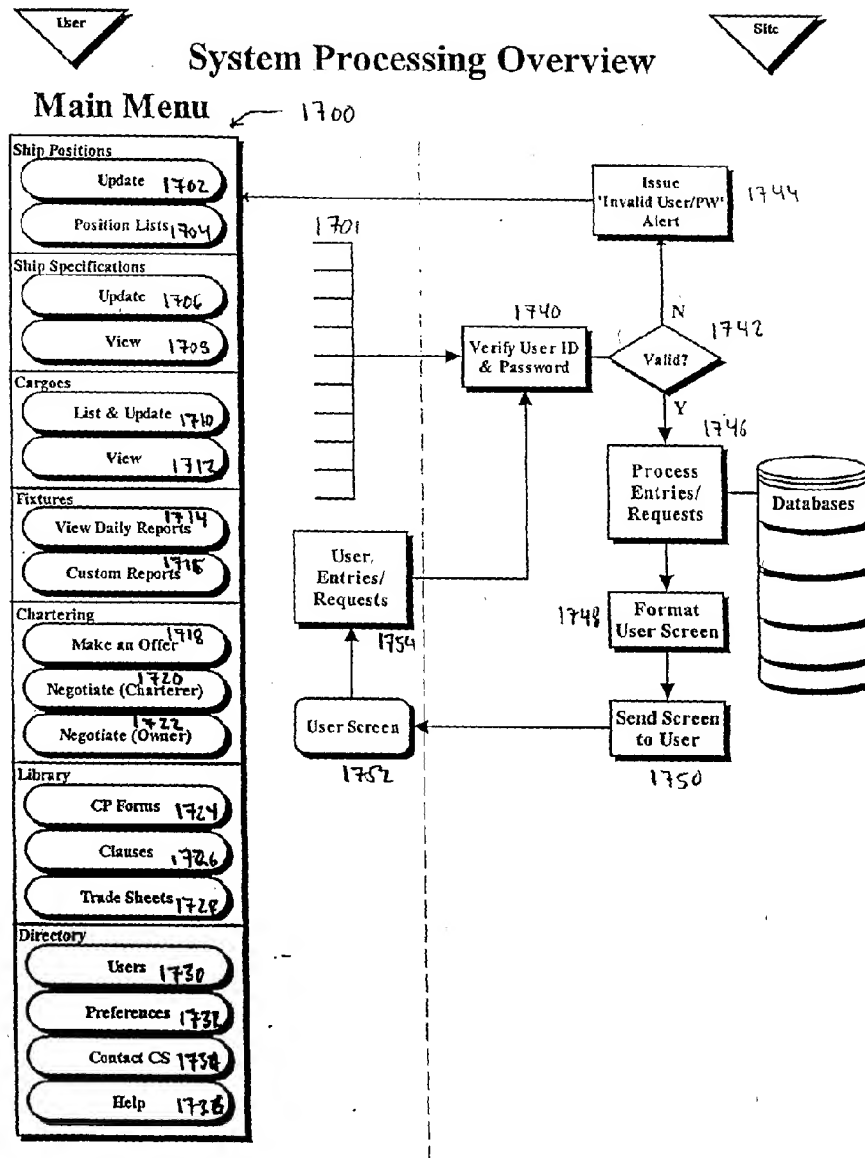 User
Site
System Processing Overview
Main Menu
1700
Ship Positions
Update 1702
Position Lists 1704
Ship Specifications
Update 1706
View 1708
Cargoes
List & Update 1710
View 1712
Fixtures
View Daily Reports 1714
Custom Reports 1716
Chartering
Make an Offer 1718
Negotiate (Charterer) 1720
Negotiate (Owner) 1722
Library
CP Forms 1724
Clauses 1726
Trade Sheets 1728
Directory
Users 1730
Preferences 1732
Contact CS
Help
1701
User
Entries/
Requests
1754
User Screen
1752
1740
Verify User ID
& Password
Issue
'Invalid User/PW'
Alert
1744
N
1742
Valid?
Y
1746
Process
Entries/
Requests
Databases
1748
Format
User Screen
Send Screen
to User
1750